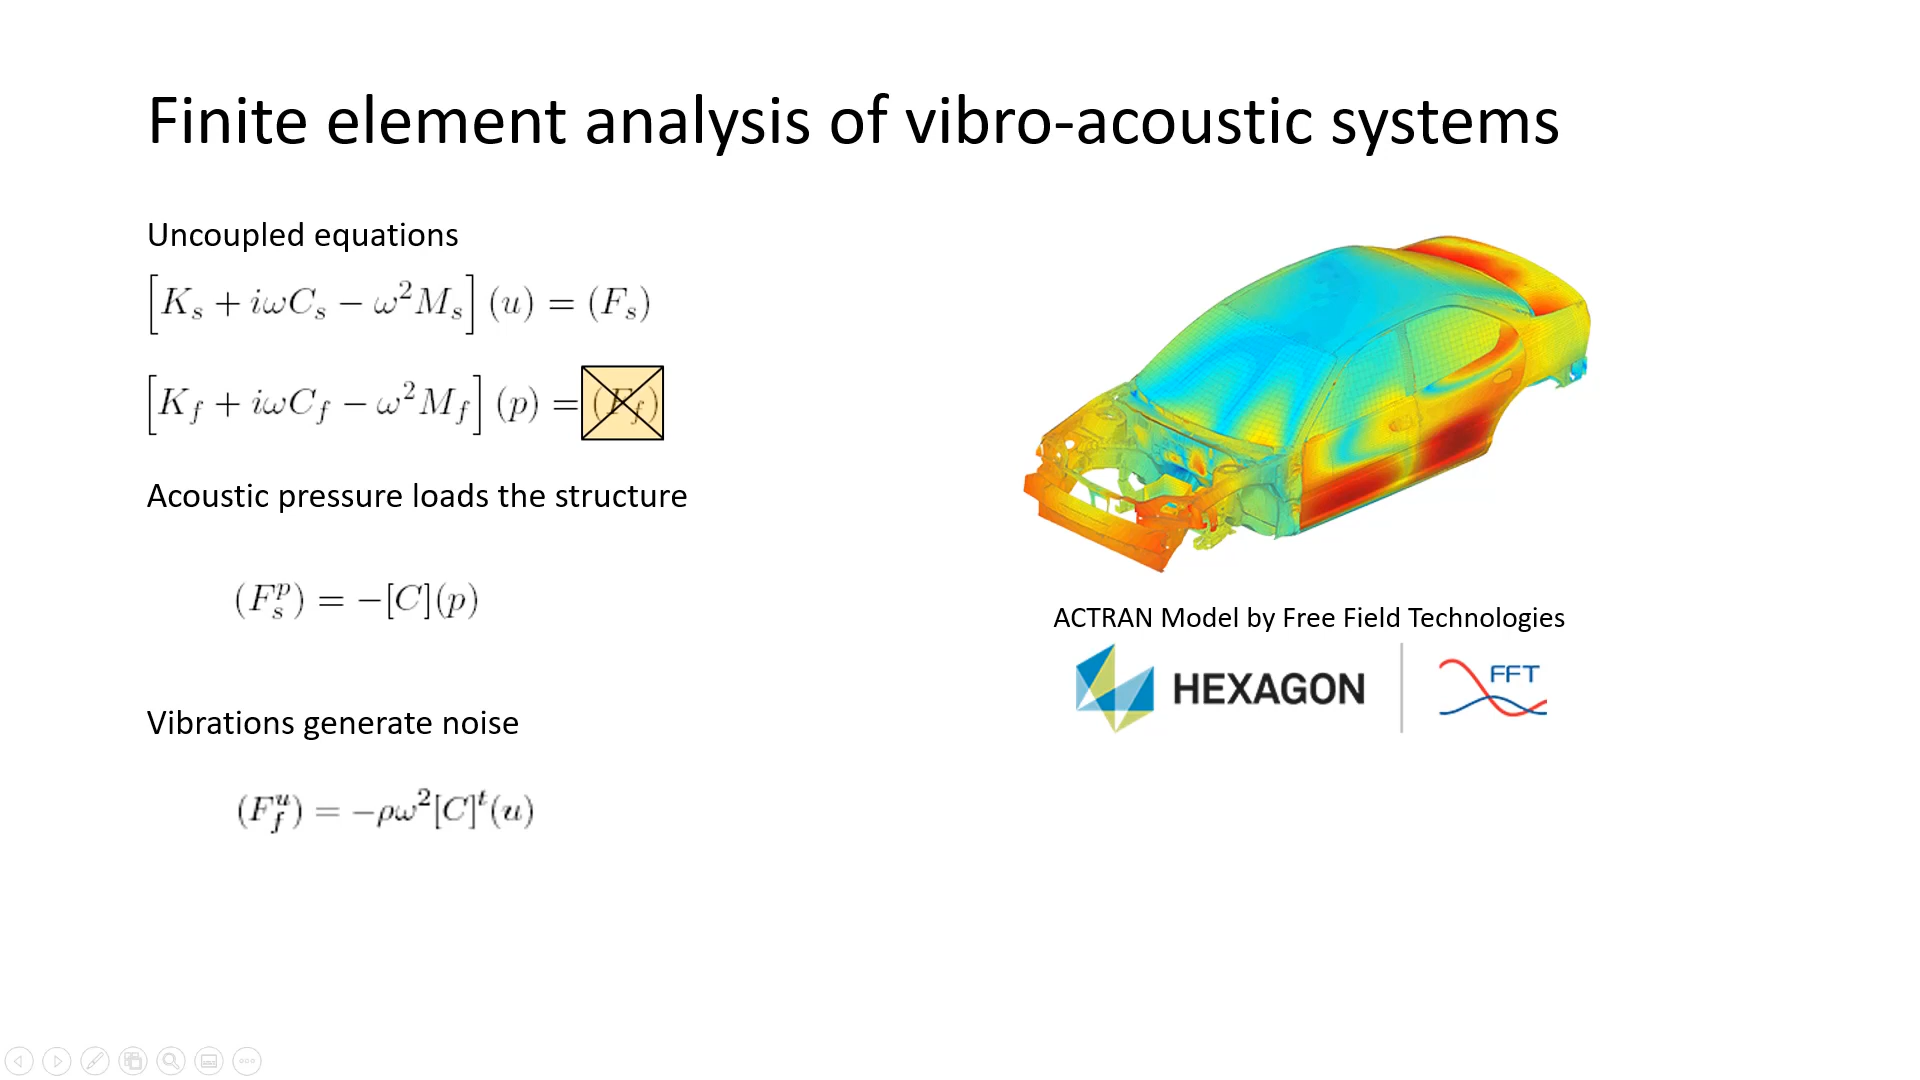 Finite element analysis of vibro-acoustic systems
Uncoupled equations
[K_s + iωC_s − ω²M_s] (u) = (F_s)
[K_f + iωC_f − ω²M_f] (p) = (F_f)
Acoustic pressure loads the structure
(F_s^p) = −[C](p)
Vibrations generate noise
(F_f^u) = −ρω²[C]^t(u)
ACTRAN Model by Free Field Technologies
HEXAGON
FFT